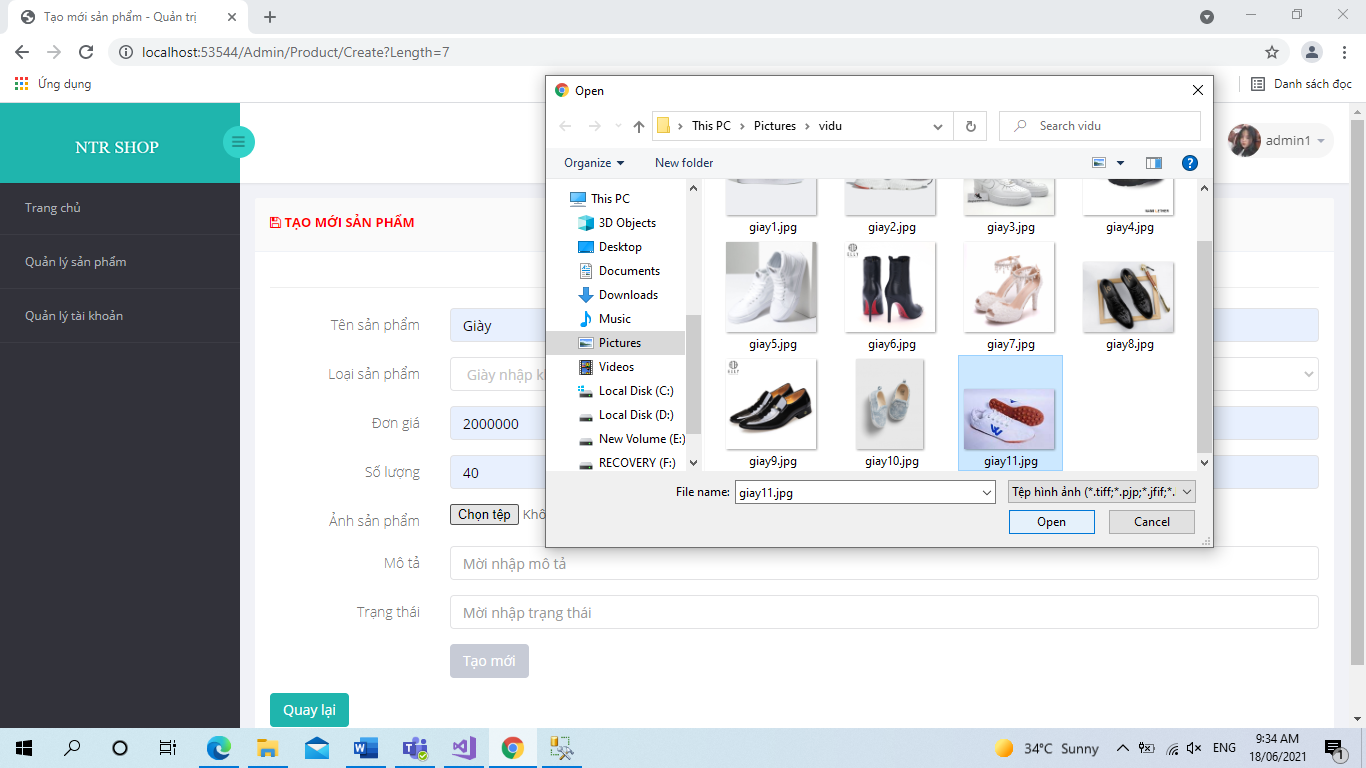 Tạo mới sản phẩm - Quản trị
localhost:53544/Admin/Product/Create?Length=7
Ứng dụng
Danh sách đọc
NTR SHOP
admin1
Trang chủ
Quản lý sản phẩm
Quản lý tài khoản
TẠO MỚI SẢN PHẨM
Tên sản phẩm
Giày
Loại sản phẩm
Giày nhập
Đơn giá
2000000
Số lượng
40
Ảnh sản phẩm
Chọn tệp
Mô tả
Mời nhập mô tả
Trạng thái
Mời nhập trạng thái
Tạo mới
Quay lại
Open
This PC
Pictures
vidu
Search vidu
Organize
New folder
This PC
3D Objects
Desktop
Documents
Downloads
Music
Pictures
Videos
Local Disk (C:)
Local Disk (D:)
New Volume (E:)
RECOVERY (F:)
giay1.jpg
giay2.jpg
giay3.jpg
giay4.jpg
giay5.jpg
giay6.jpg
giay7.jpg
giay8.jpg
giay9.jpg
giay10.jpg
giay11.jpg
File name:
giay11.jpg
Tệp hình ảnh (*.tiff;*.pjp;*.jfif;*.
Open
Cancel
34°C Sunny
ENG
9:34 AM
18/06/2021
1